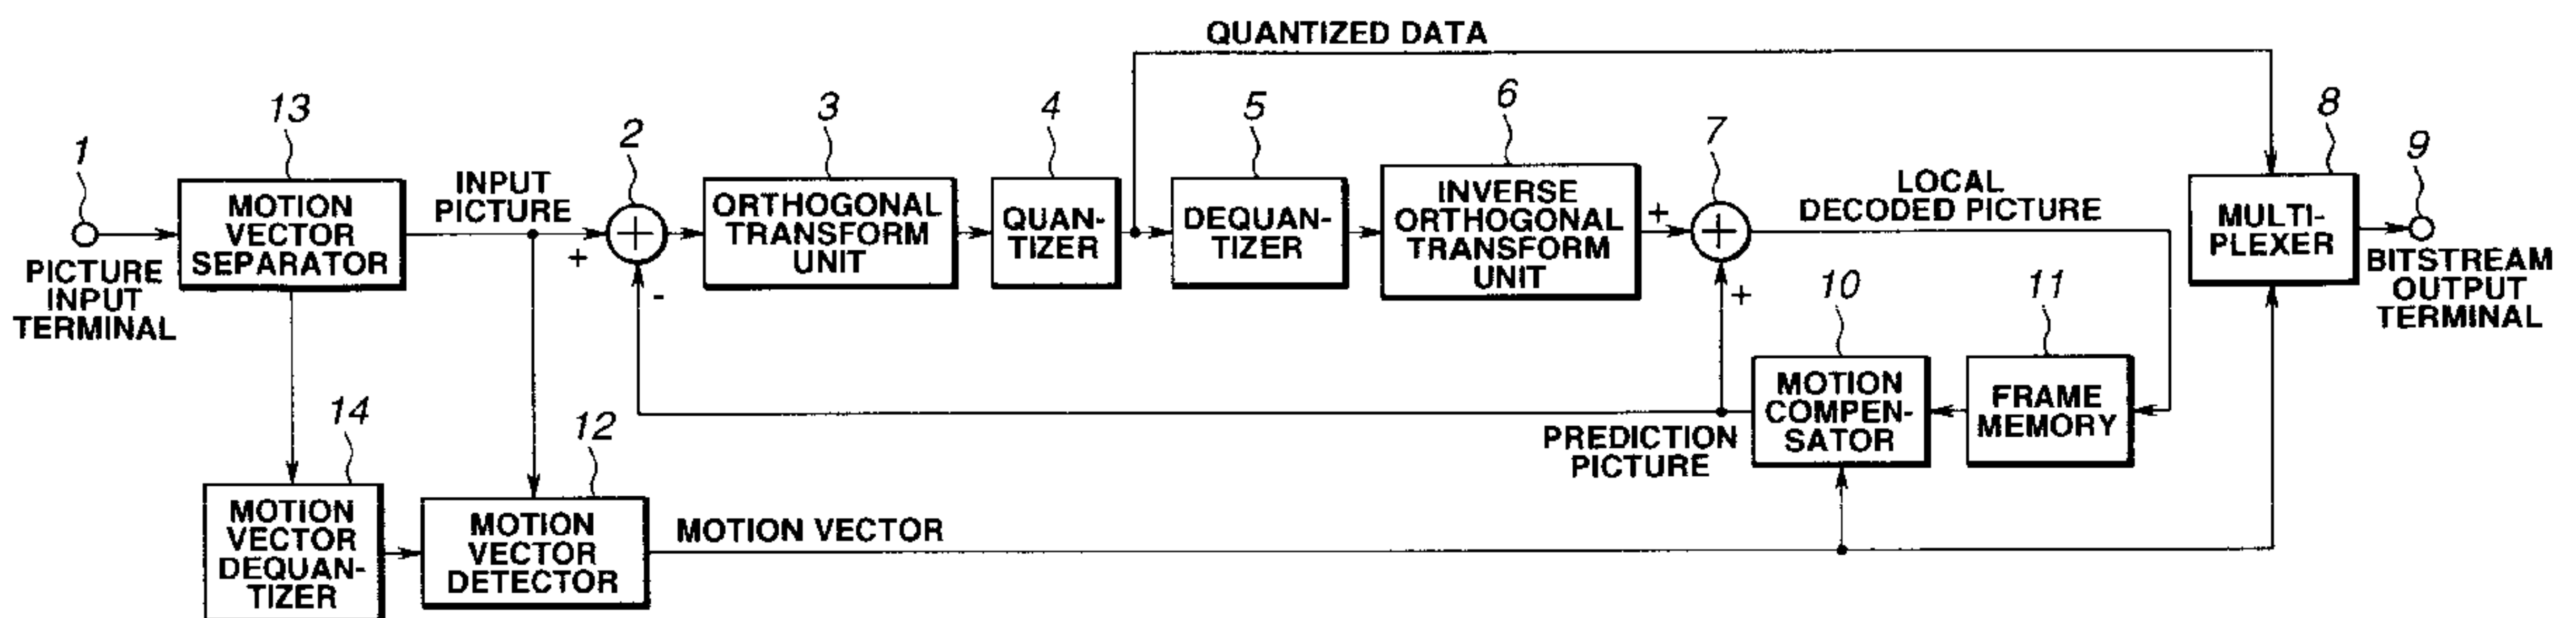 QUANTIZED DATA
1
13
2
3
4
5
6
7
8
9
PICTURE
INPUT
TERMINAL
MOTION
VECTOR
SEPARATOR
INPUT
PICTURE
+
-
ORTHOGONAL
TRANSFORM
UNIT
QUAN-
TIZER
DEQUAN-
TIZER
INVERSE
ORTHOGONAL
TRANSFORM
UNIT
+
+
LOCAL
DECODED PICTURE
MULTI-
PLEXER
BITSTREAM
OUTPUT
TERMINAL
10
11
MOTION
COMPEN-
SATOR
FRAME
MEMORY
PREDICTION
PICTURE
14
12
MOTION
VECTOR
DEQUAN-
TIZER
MOTION
VECTOR
DETECTOR
MOTION VECTOR